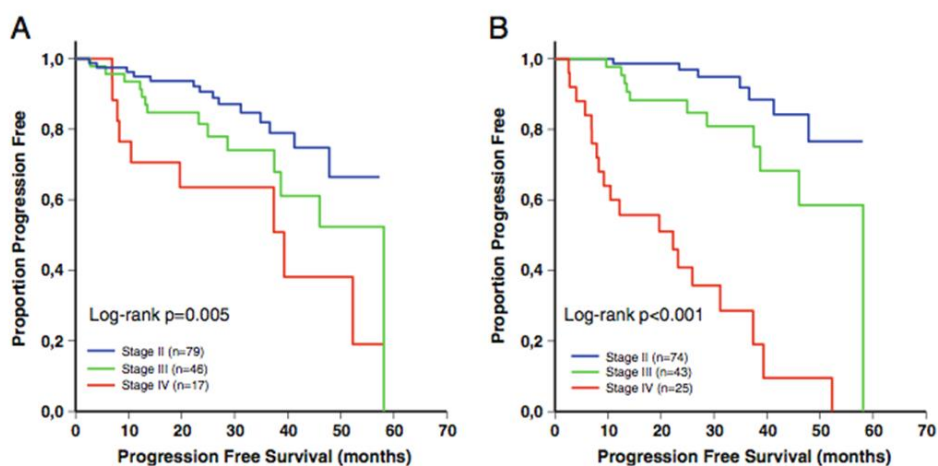 A
Proportion Progression Free
1,0
0,8
0,6
0,4
0,2
0,0
Log-rank p=0.005
Stage II (n=79)
Stage III (n=46)
Stage IV (n=17)
0 10 20 30 40 50 60 70
Progression Free Survival (months)
B
Proportion Progression Free
1,0
0,8
0,6
0,4
0,2
0,0
Log-rank p<0.001
Stage II (n=74)
Stage III (n=43)
Stage IV (n=25)
0 10 20 30 40 50 60 70
Progression Free Survival (months)